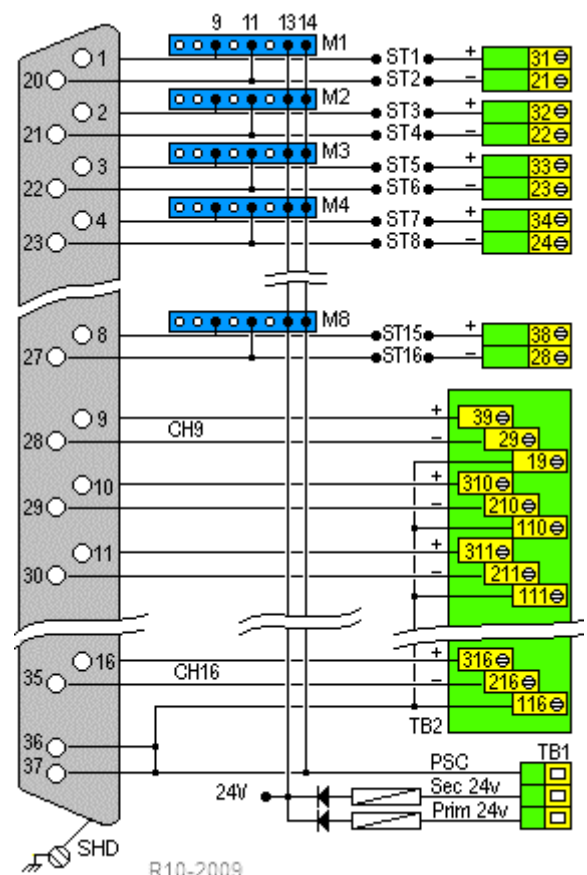 9 11 13 14
1 M1 + 31
20 ST1
ST2 − 21
2 M2 + 32
21 ST3
ST4 − 22
3 M3 + 33
22 ST5
ST6 − 23
4 M4 + 34
23 ST7
ST8 − 24
8 M8 + 38
27 ST15
ST16 − 28
9 + 39
28 CH9 − 29
19
10 + 310
29 − 210
110
11 + 311
30 − 211
111
16 + 316
35 CH16 − 216
116
TB2
36
37 PSC TB1
24V Sec 24v
Prim 24v
SHD
R10-2009